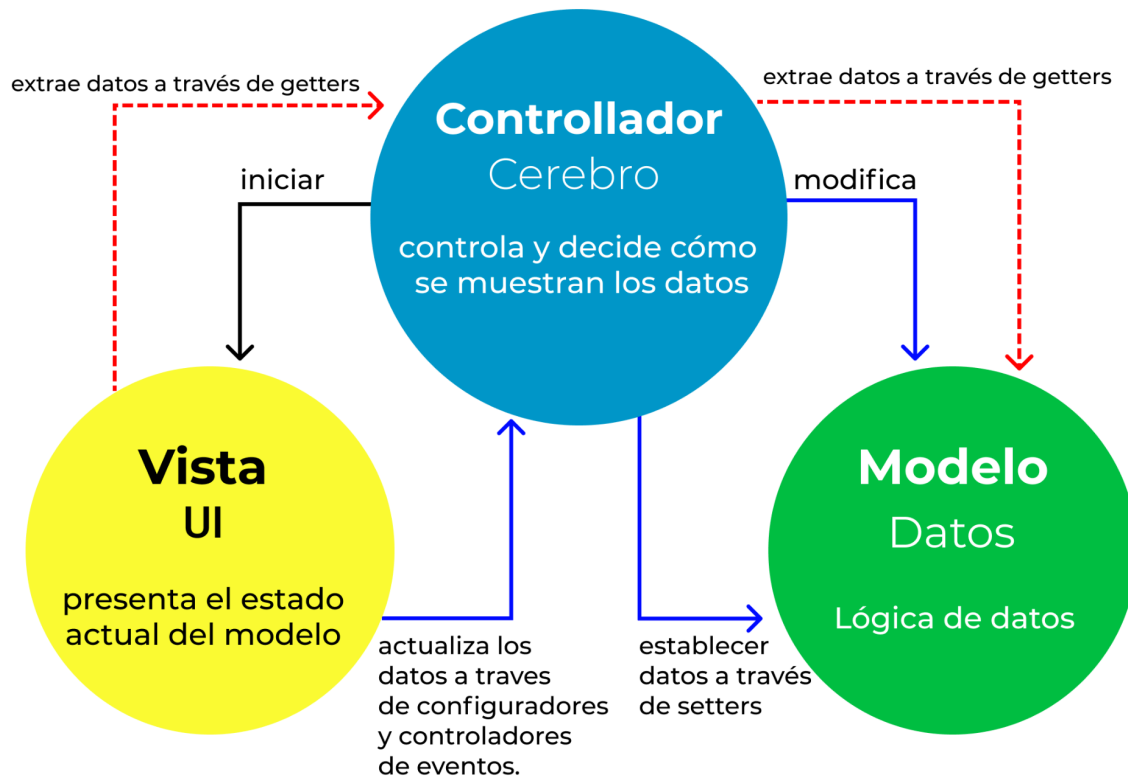 extrae datos a través de getters
extrae datos a través de getters
Controllador
Cerebro
controla y decide cómo
se muestran los datos
iniciar
modifica
Vista
UI
presenta el estado
actual del modelo
Modelo
Datos
Lógica de datos
actualiza los
datos a traves
de configuradores
y controladores
de eventos.
establecer
datos a través
de setters